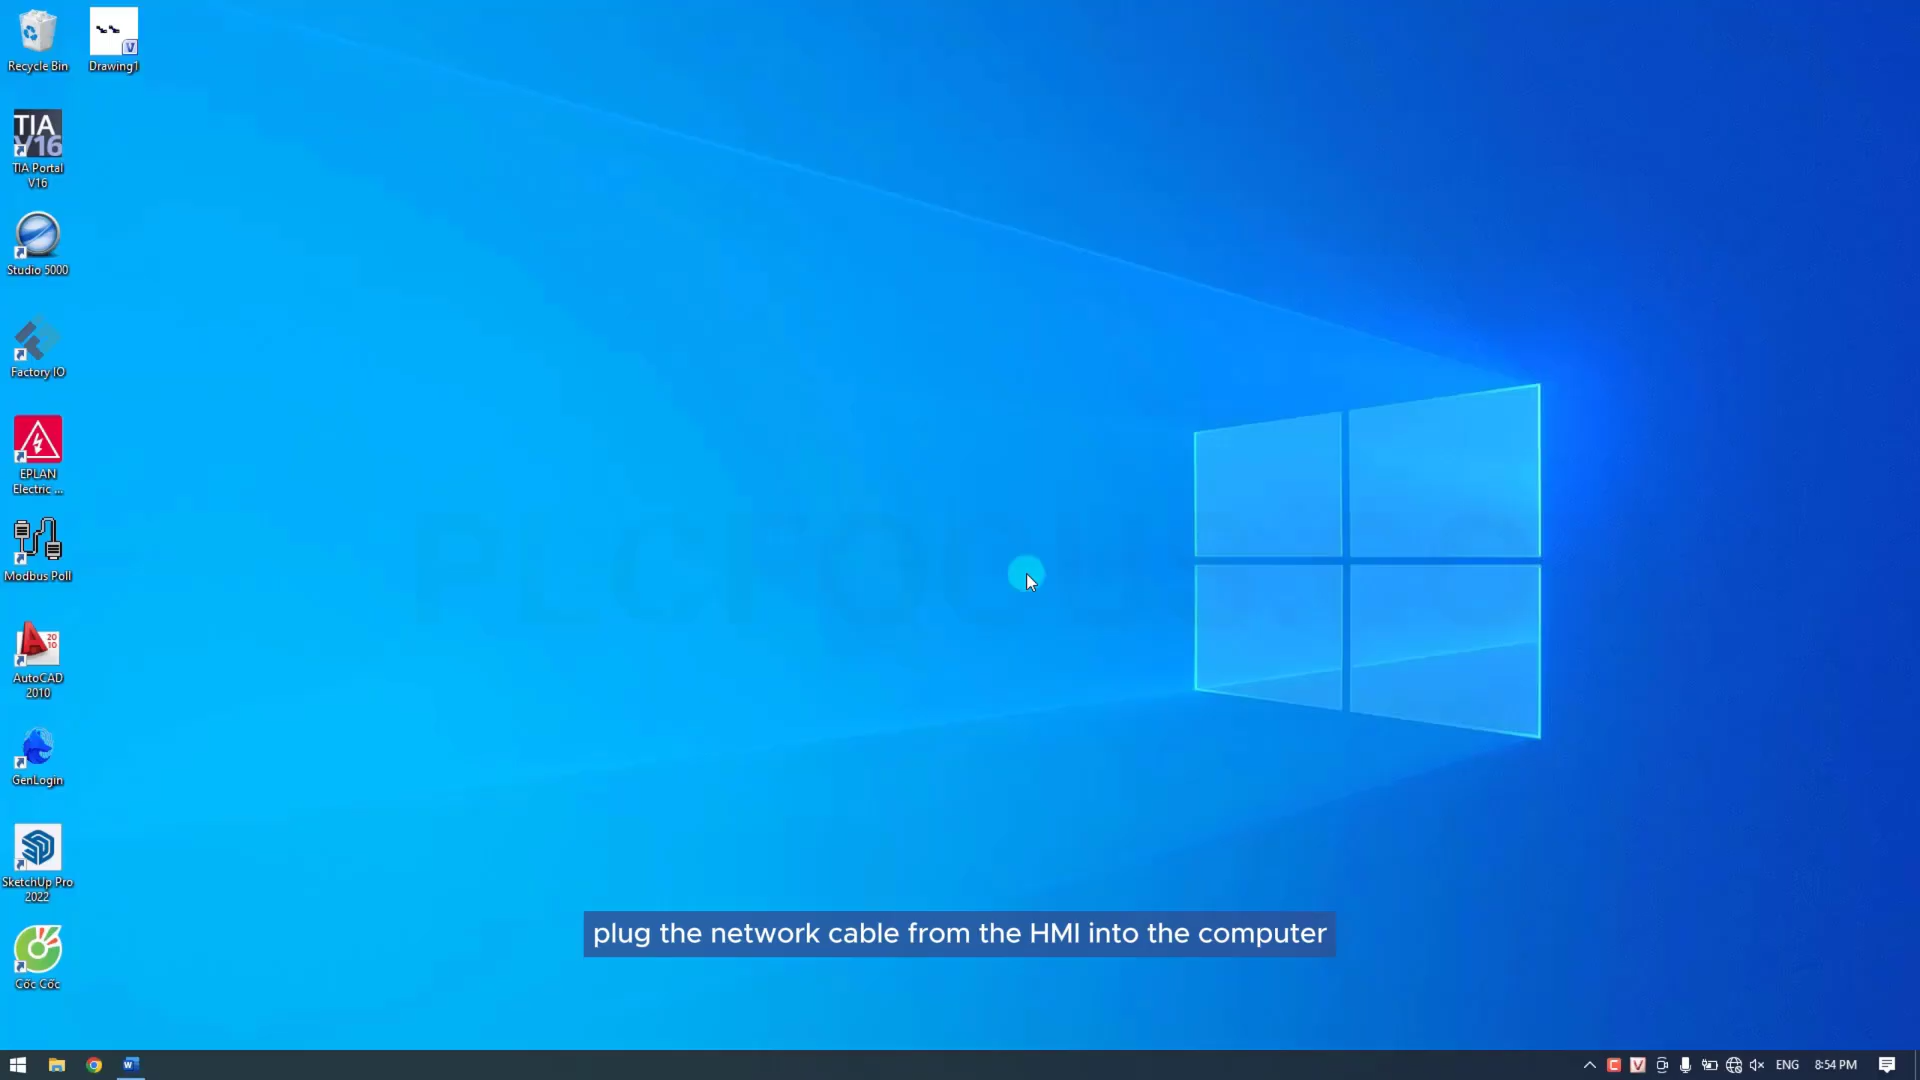 Recycle Bin
Drawing1
TIA
V16
TIA Portal
V16
Studio 5000
Factory IO
EPLAN
Electric ...
Modbus Poll
20
10
AutoCAD
2010
GenLogin
SketchUp Pro
2022
Cốc Cốc
plug the network cable from the HMI into the computer
ENG
8:54 PM